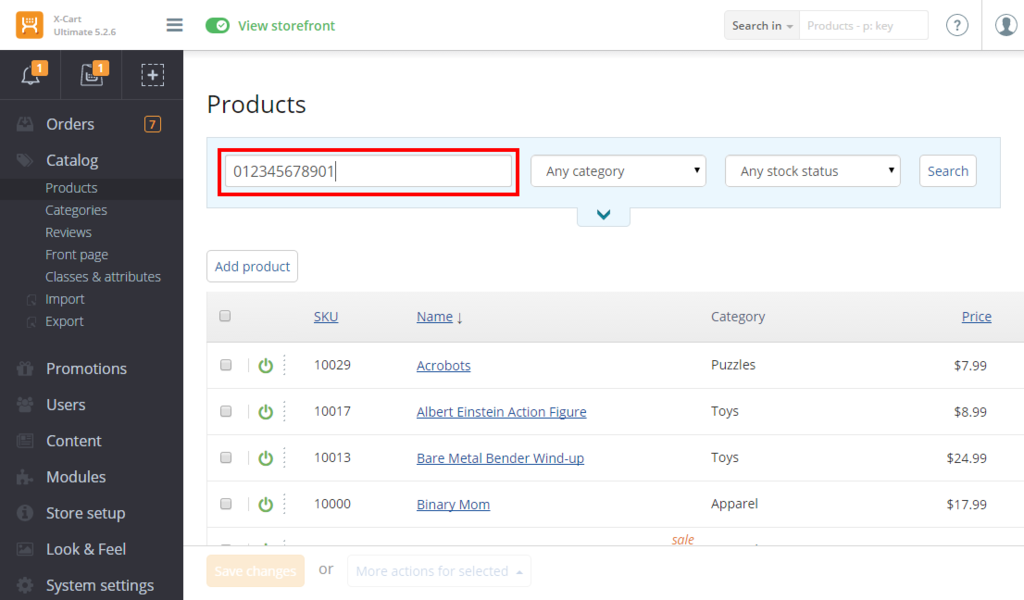 X-Cart
Ultimate 5.2.6
View storefront
Search in
Products - p: key
?
1
1
Orders
7
Catalog
Products
Categories
Reviews
Front page
Classes & attributes
Import
Export
Promotions
Users
Content
Modules
Store setup
Look & Feel
System settings
Products
012345678901
Any category
Any stock status
Search
Add product
SKU Name ↓ Category Price
10029 Acrobots Puzzles $7.99
10017 Albert Einstein Action Figure Toys $8.99
10013 Bare Metal Bender Wind-up Toys $24.99
10000 Binary Mom Apparel $17.99
sale
Save changes or More actions for selected